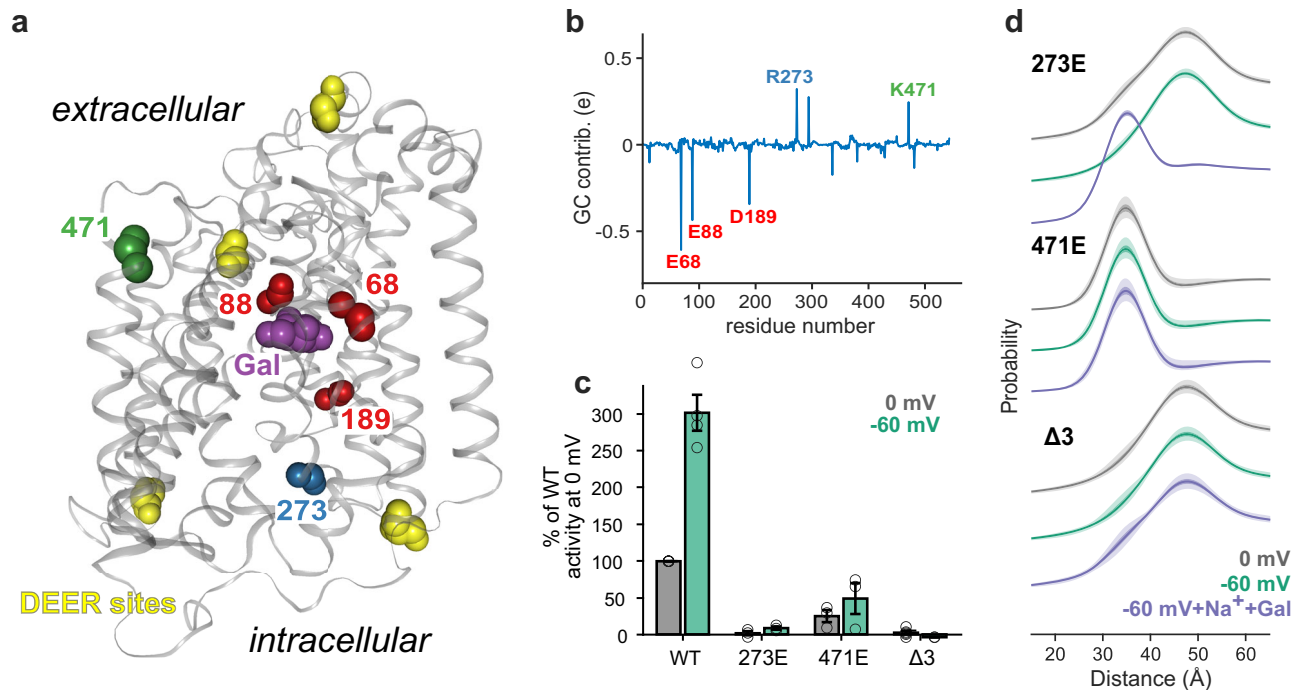 a
extracellular
471
88
68
Gal
189
273
DEER sites
intracellular
b
GC contrib. (e)
0.5
0
-0.5
R273
K471
E68
E88
D189
0 100 200 300 400 500
residue number
c
% of WT
activity at 0 mV
300
250
200
150
100
50
0
0 mV
-60 mV
WT 273E 471E Δ3
d
Probability
273E
471E
Δ3
0 mV
-60 mV
-60 mV+Na⁺+Gal
20 30 40 50 60
Distance (Å)